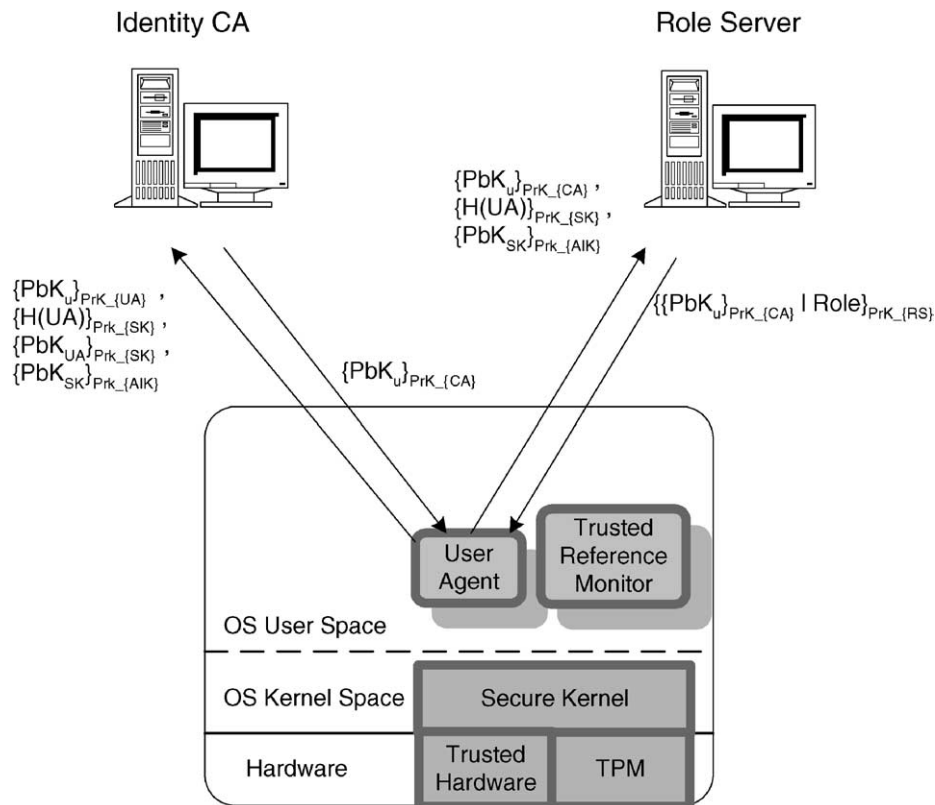 Identity CA
Role Server
{PbK_u}_PrK_{CA} ,
{H(UA)}_PrK_{SK} ,
{PbK_SK}_Prk_{AIK}
{PbK_u}_PrK_{UA} ,
{H(UA)}_Prk_{SK} ,
{PbK_UA}_Prk_{SK} ,
{PbK_SK}_Prk_{AIK}
{{PbK_u}_PrK_{CA} | Role}_PrK_{RS}
{PbK_u}_PrK_{CA}
User
Agent
Trusted
Reference
Monitor
OS User Space
OS Kernel Space
Secure Kernel
Hardware
Trusted
Hardware
TPM